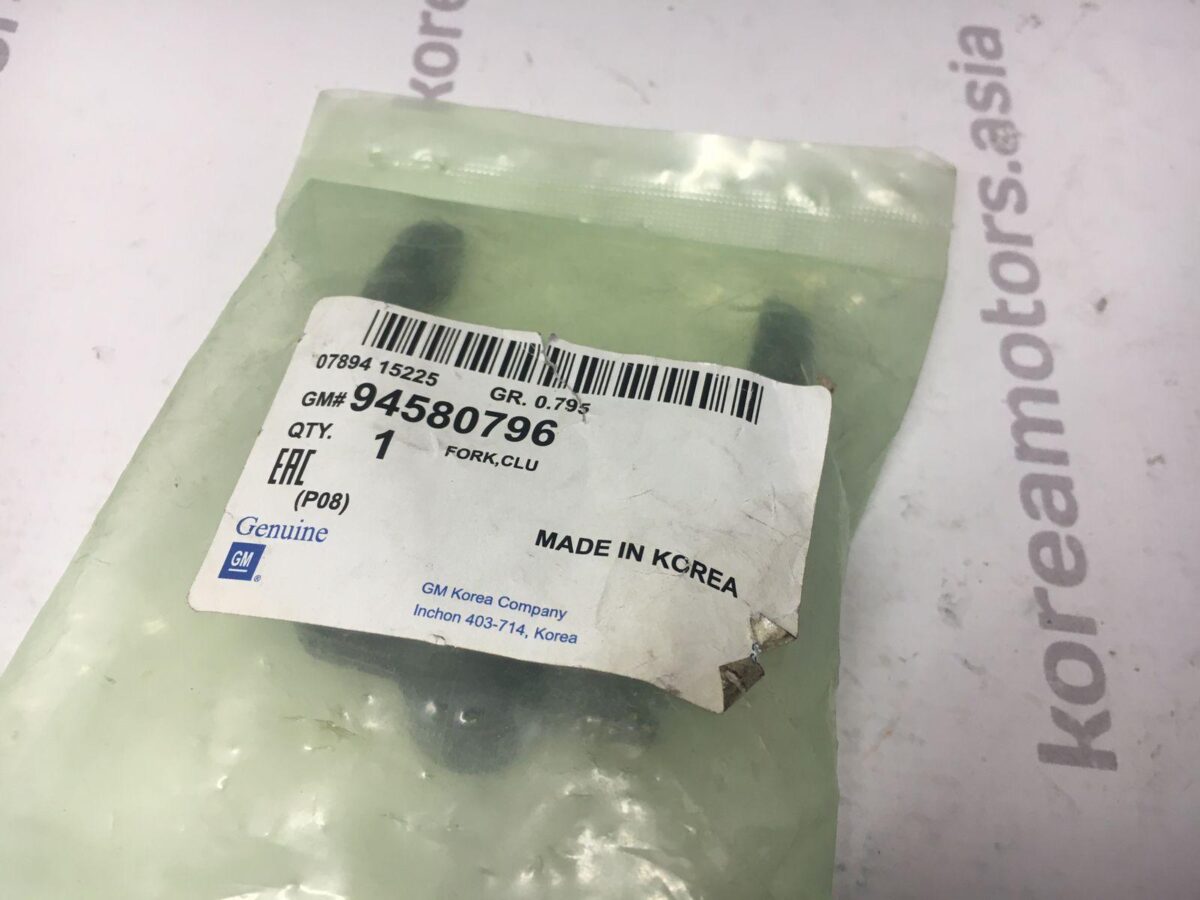 07894 15225 GR. 0.795
GM# 94580796
QTY. 1 FORK,CLU
EAC
(P08)
Genuine
GM®
MADE IN KOREA
GM Korea Company
Inchon 403-714, Korea
koreamotors.asia
kore